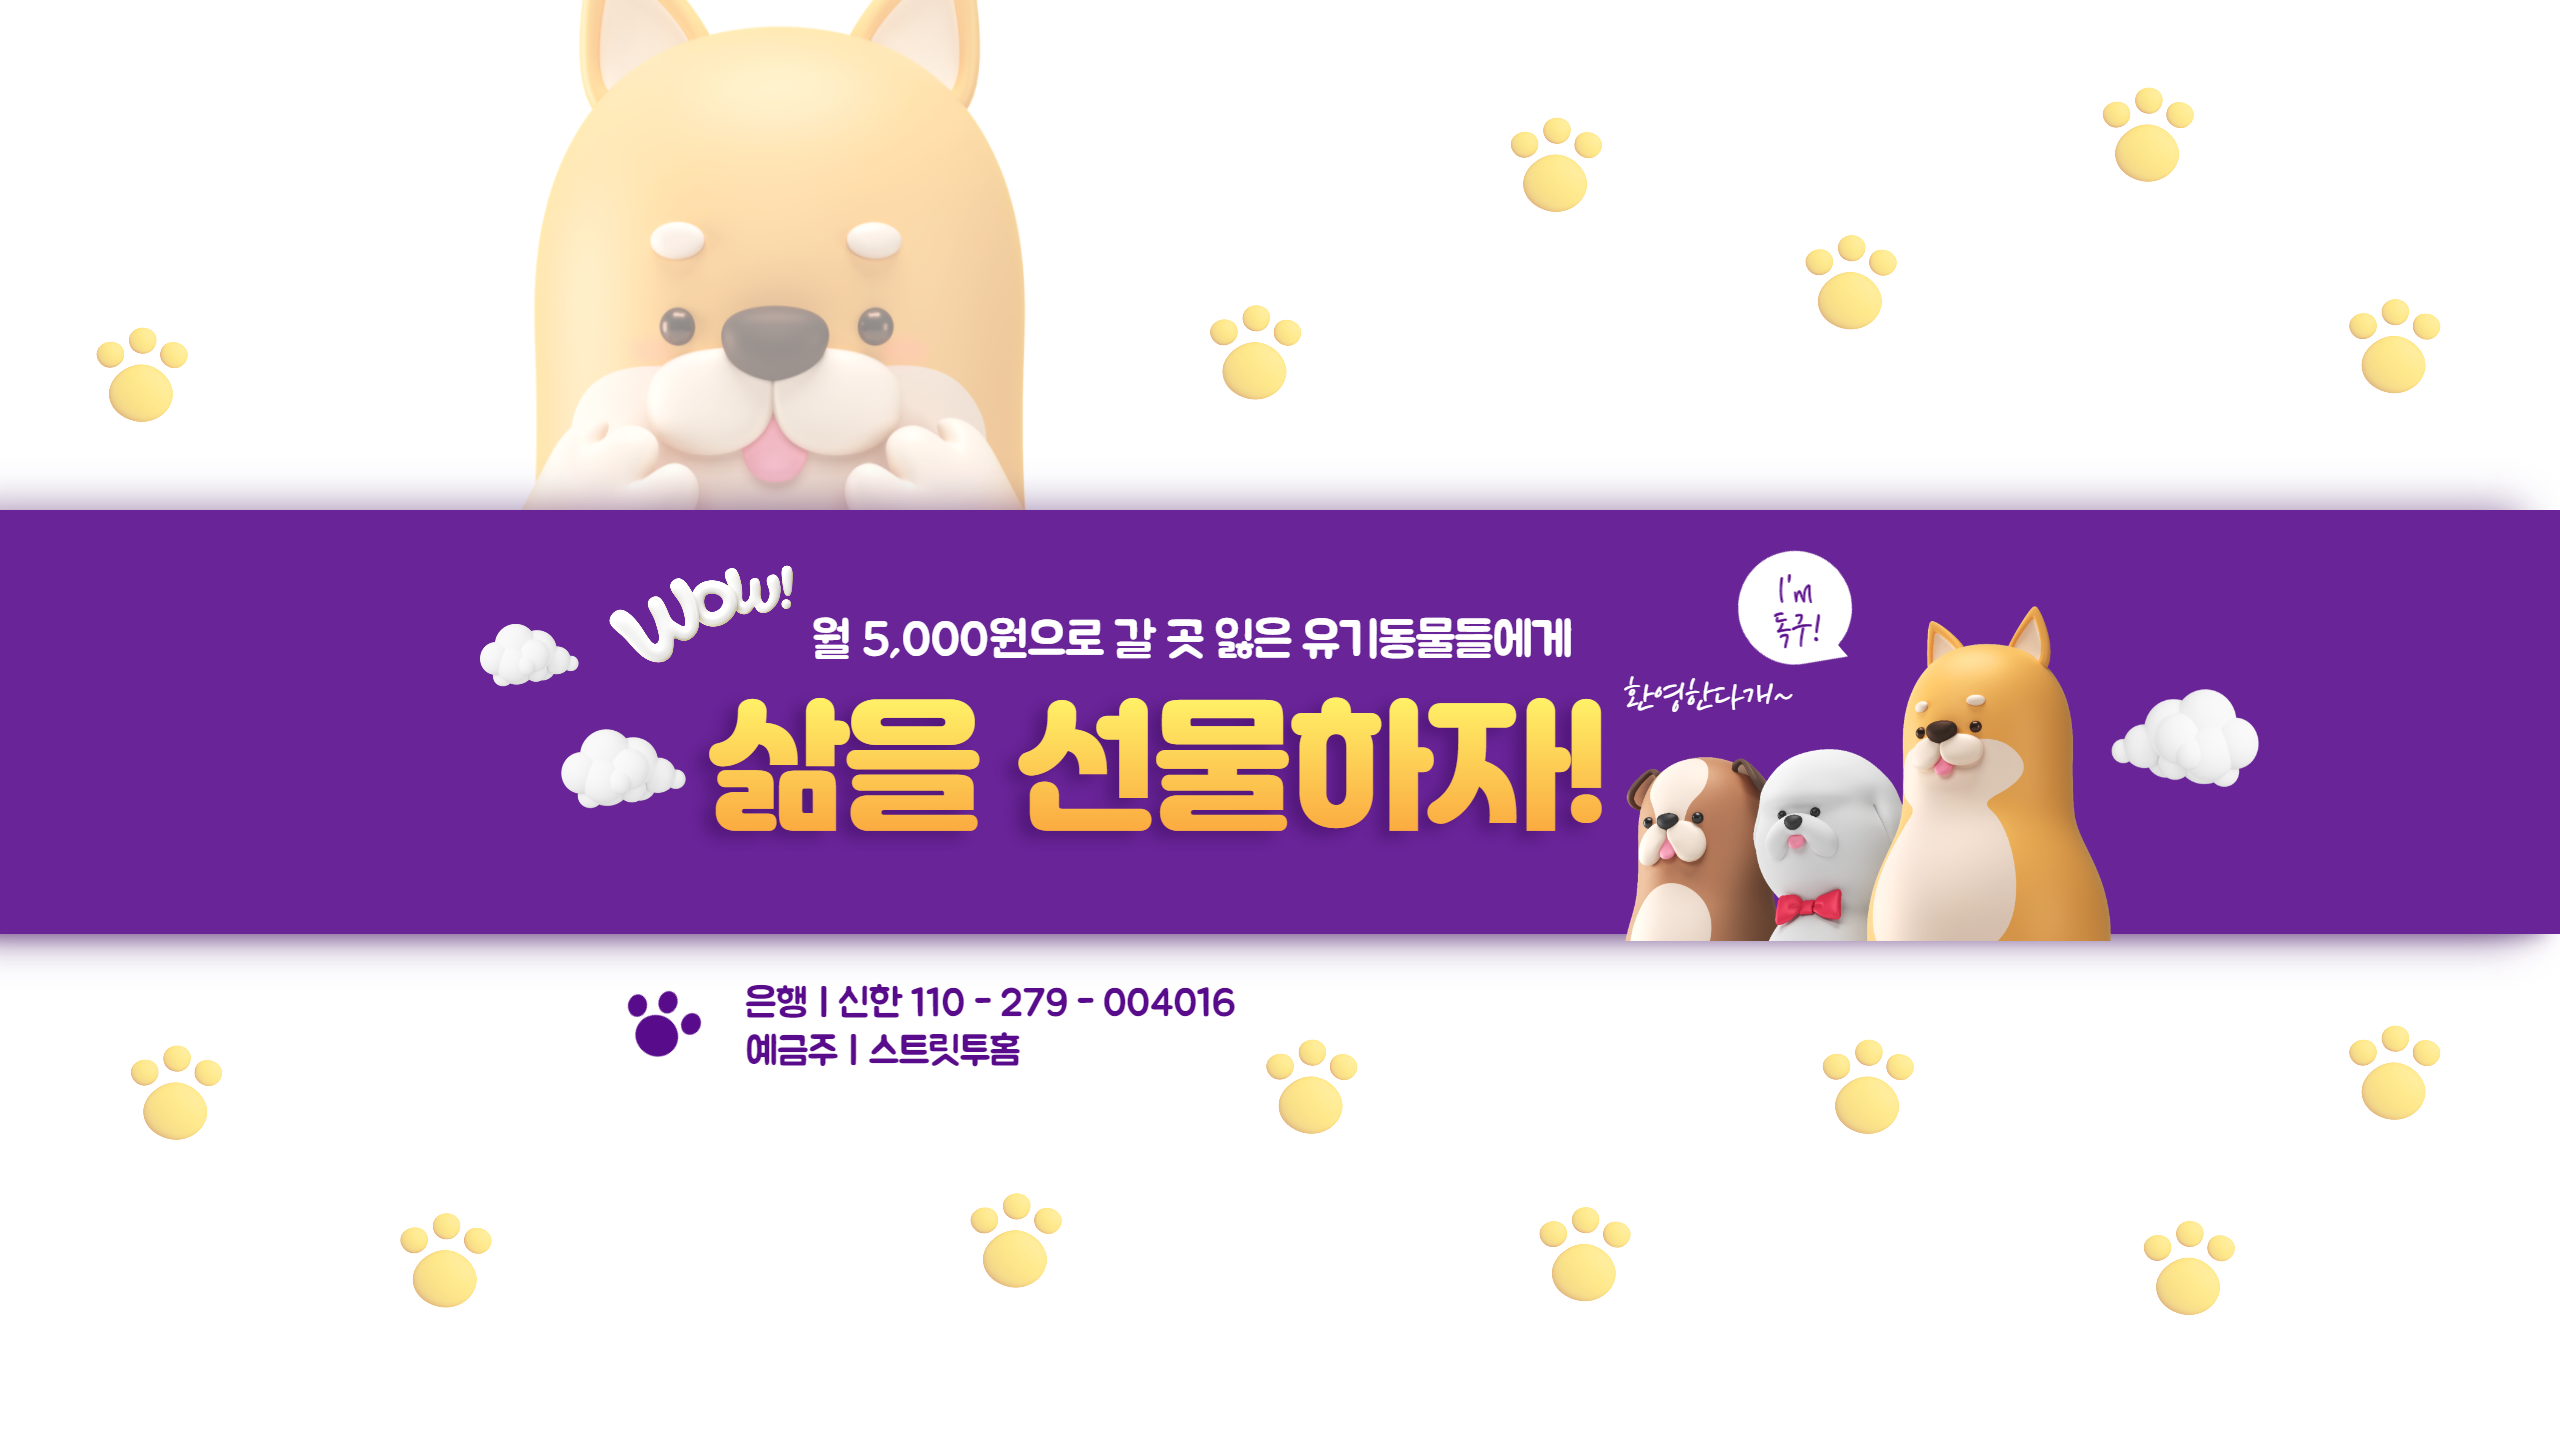 Wow!
월 5,000원으로 갈 곳 잃은 유기동물들에게
삶을 선물하자!
I'm
독구!
환영한다개~
은행 | 신한 110 - 279 - 004016
예금주 | 스트릿투홈